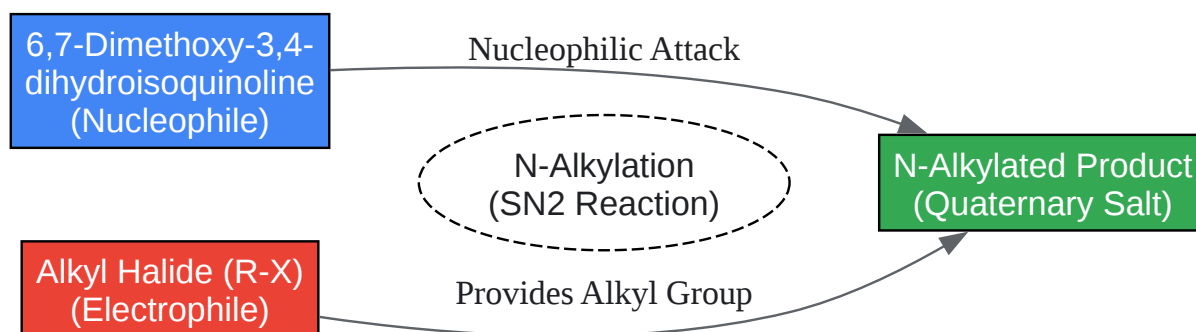 6,7-Dimethoxy-3,4-
dihydroisoquinoline
(Nucleophile)
Nucleophilic Attack
N-Alkylation
(SN2 Reaction)
N-Alkylated Product
(Quaternary Salt)
Alkyl Halide (R-X)
(Electrophile)
Provides Alkyl Group